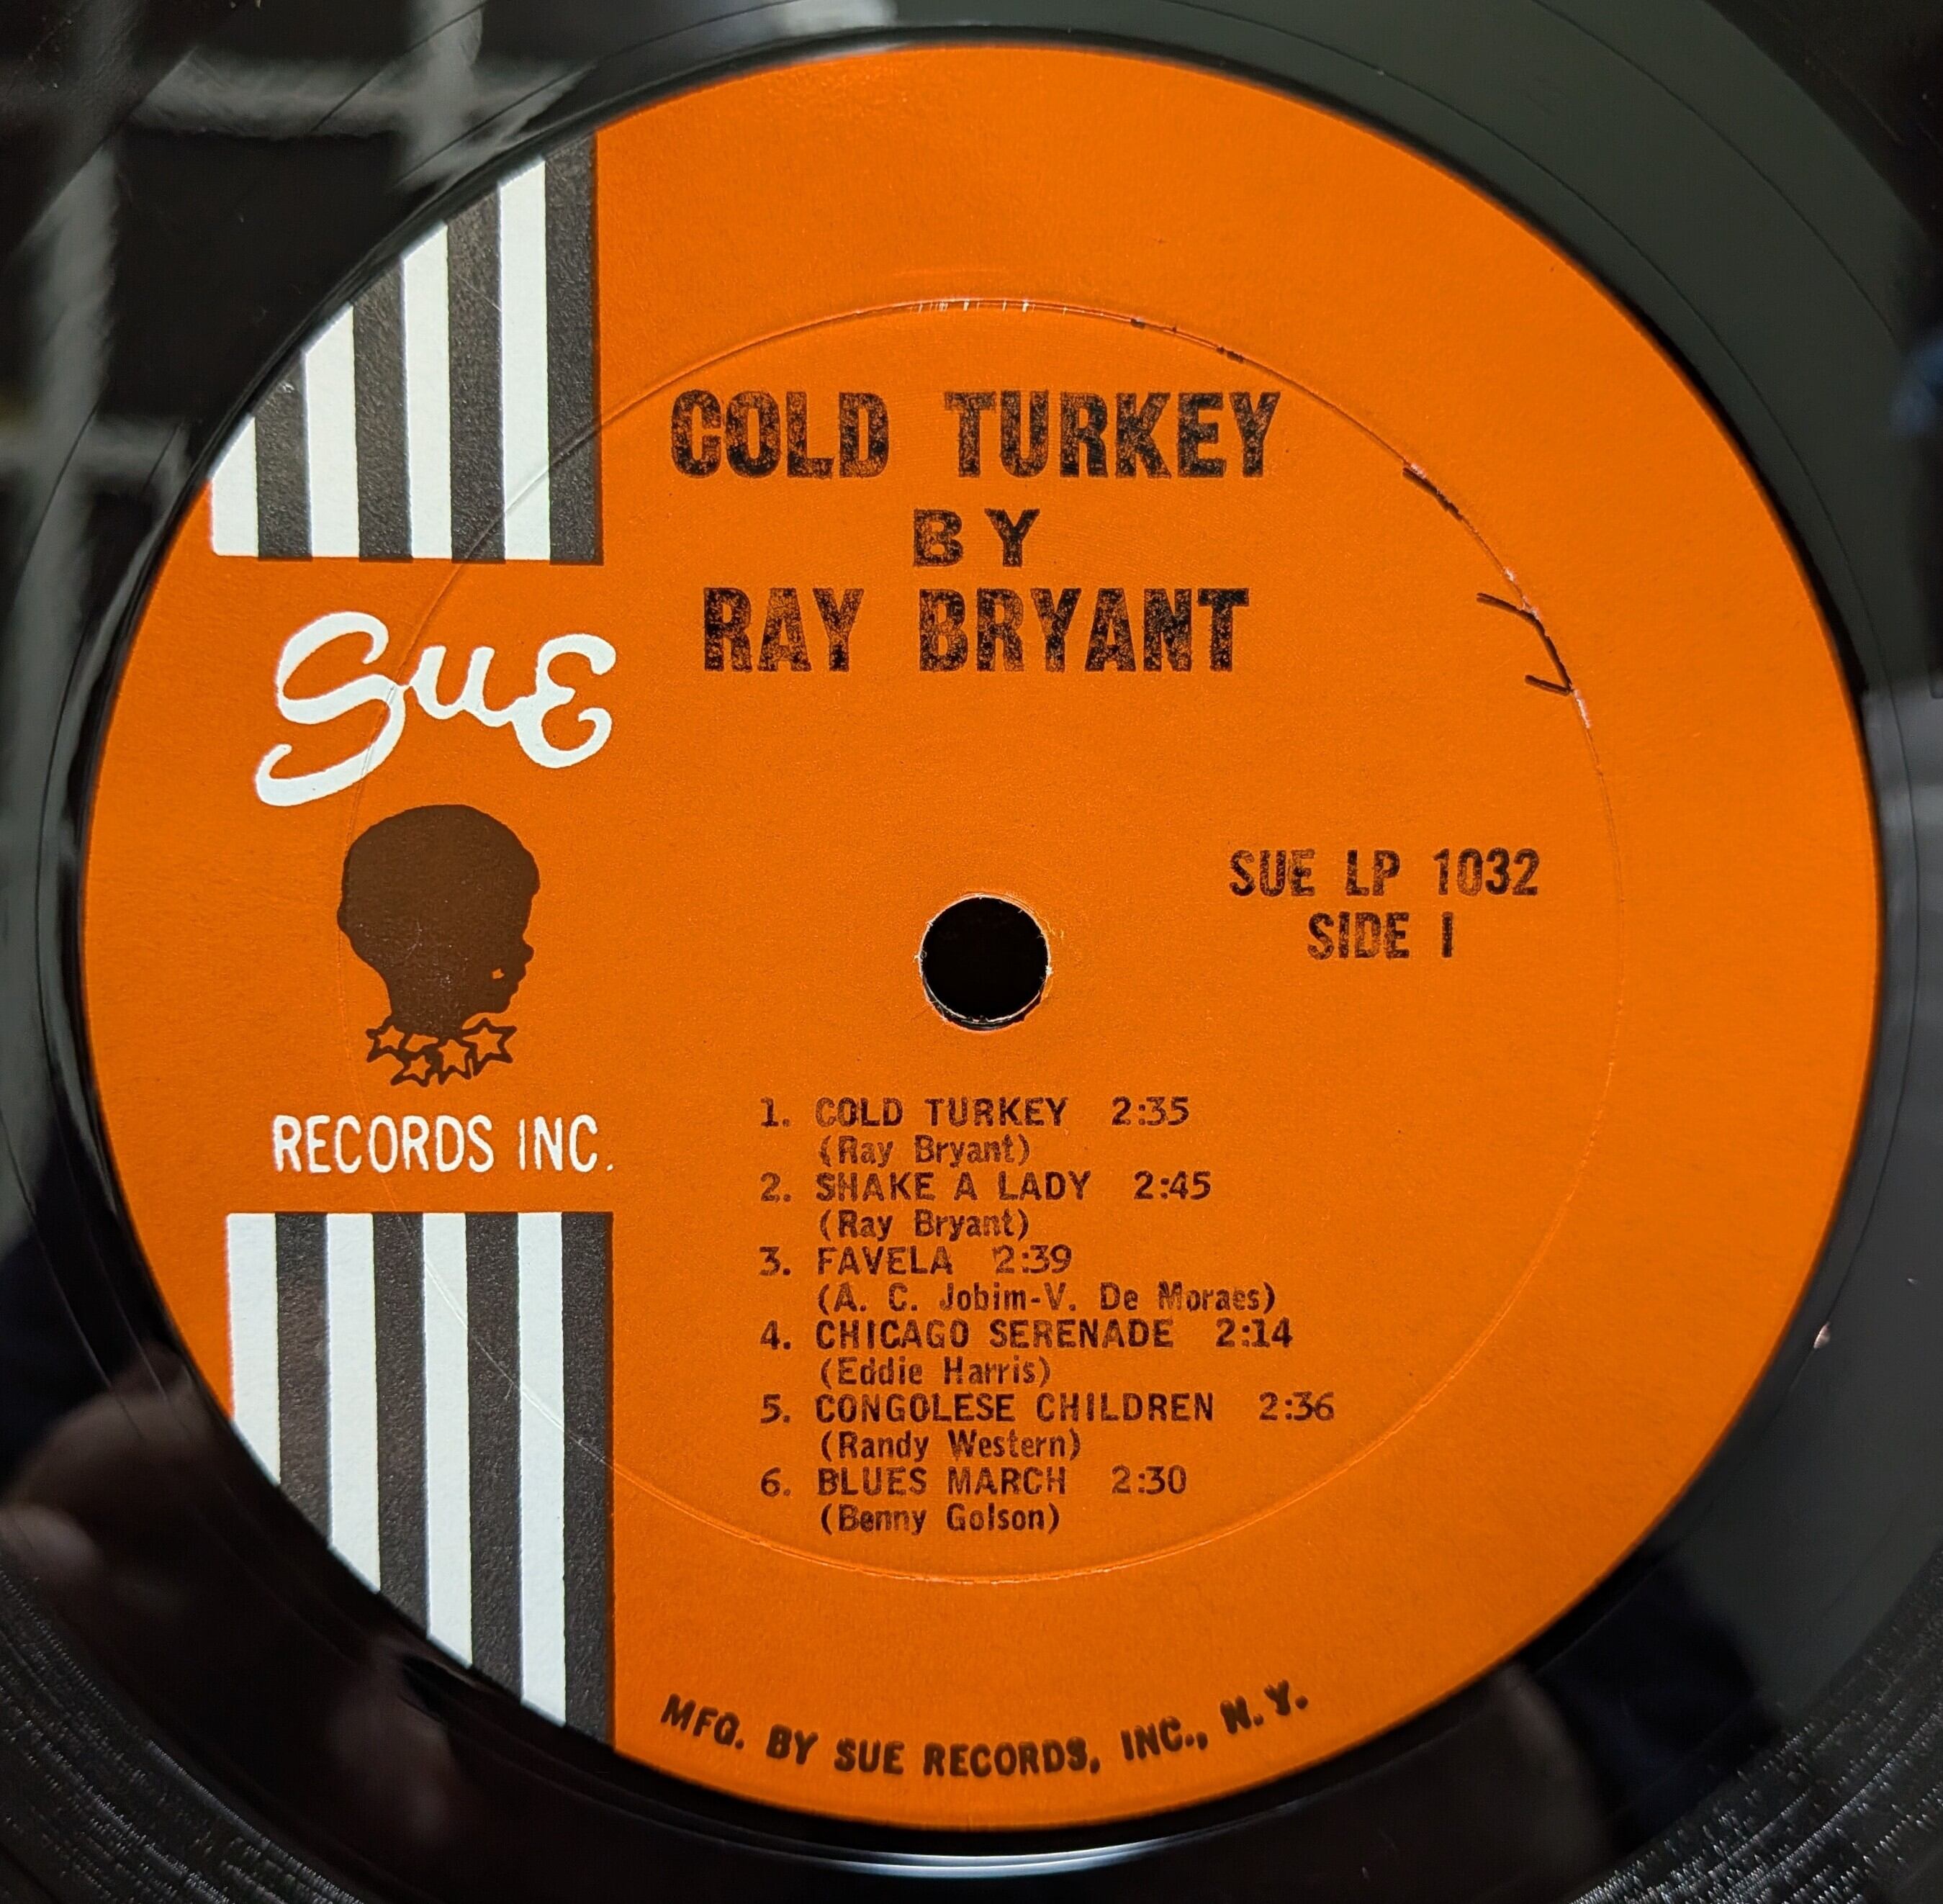 COLD TURKEY
BY
RAY BRYANT
SuE
RECORDS INC.
SUE LP 1032
SIDE I
1. COLD TURKEY 2:35
(Ray Bryant)
2. SHAKE A LADY 2:45
(Ray Bryant)
3. FAVELA 2:39
(A. C. Jobim-V. De Moraes)
4. CHICAGO SERENADE 2:14
(Eddie Harris)
5. CONGOLESE CHILDREN 2:36
(Randy Western)
6. BLUES MARCH 2:30
(Benny Golson)
MFG. BY SUE RECORDS, INC., N.Y.